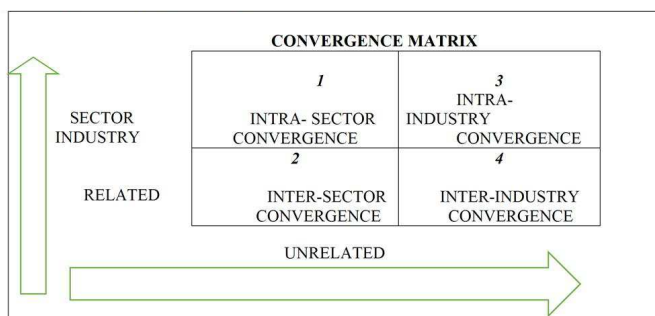 CONVERGENCE MATRIX
1
3
SECTOR
INDUSTRY
INTRA- SECTOR
CONVERGENCE
INTRA-
INDUSTRY
CONVERGENCE
2
4
RELATED
INTER-SECTOR
CONVERGENCE
INTER-INDUSTRY
CONVERGENCE
UNRELATED